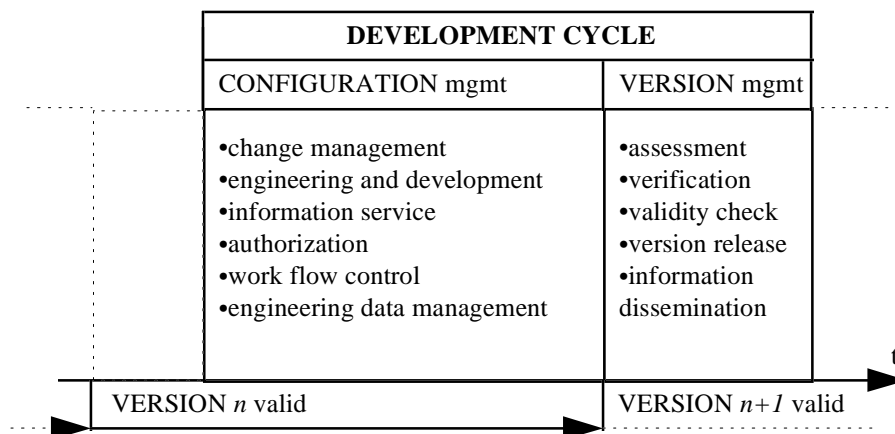 DEVELOPMENT CYCLE
CONFIGURATION mgmt
VERSION mgmt
•change management
•engineering and development
•information service
•authorization
•work flow control
•engineering data management
•assessment
•verification
•validity check
•version release
•information
dissemination
t
VERSION n valid
VERSION n+1 valid